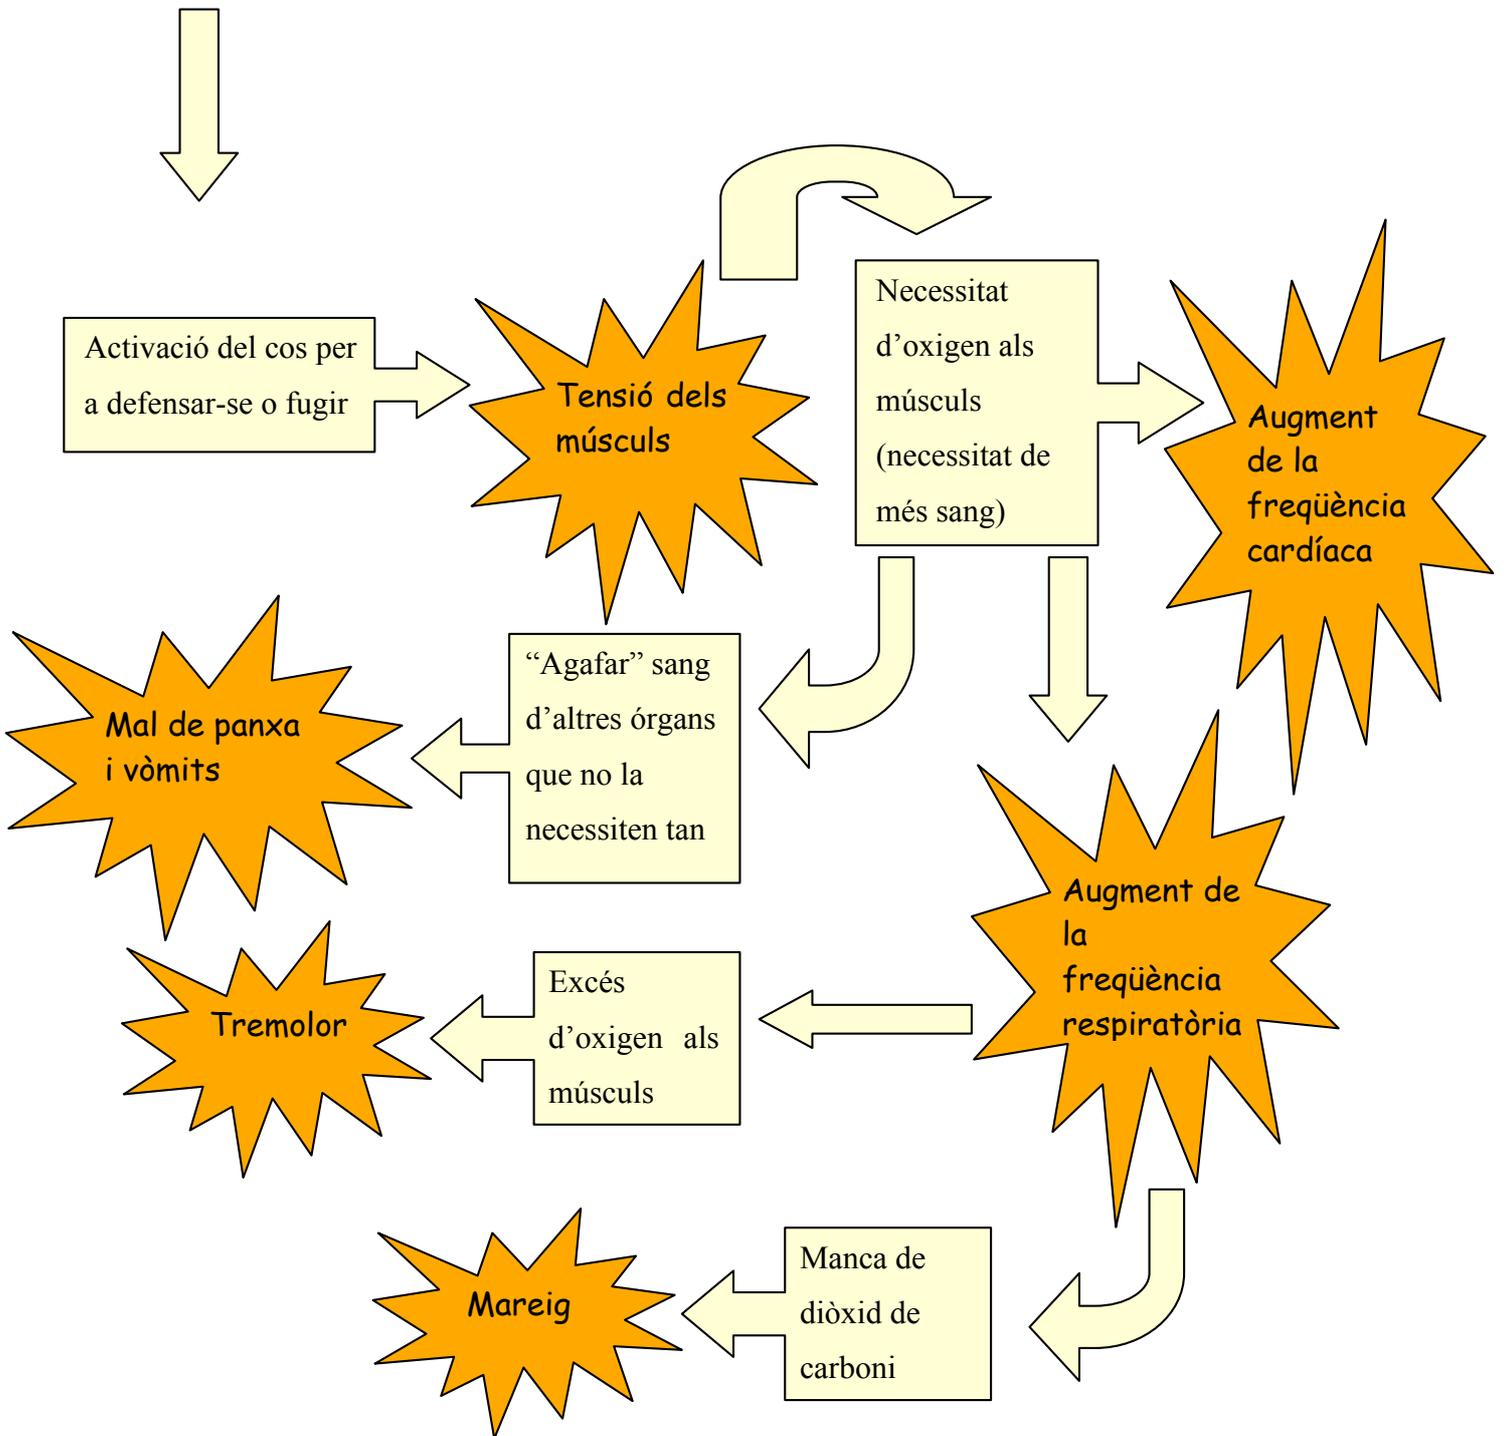 Activació del cos per
a defensar-se o fugir
Tensió dels
músculs
Necessitat
d’oxigen als
músculs
(necessitat de
més sang)
Augment
de la
freqüència
cardíaca
“Agafar” sang
d’altres órgans
que no la
necessiten tan
Mal de panxa
i vòmits
Augment de
la
freqüència
respiratòria
Excés
d’oxigen als
músculs
Tremolor
Manca de
diòxid de
carboni
Mareig